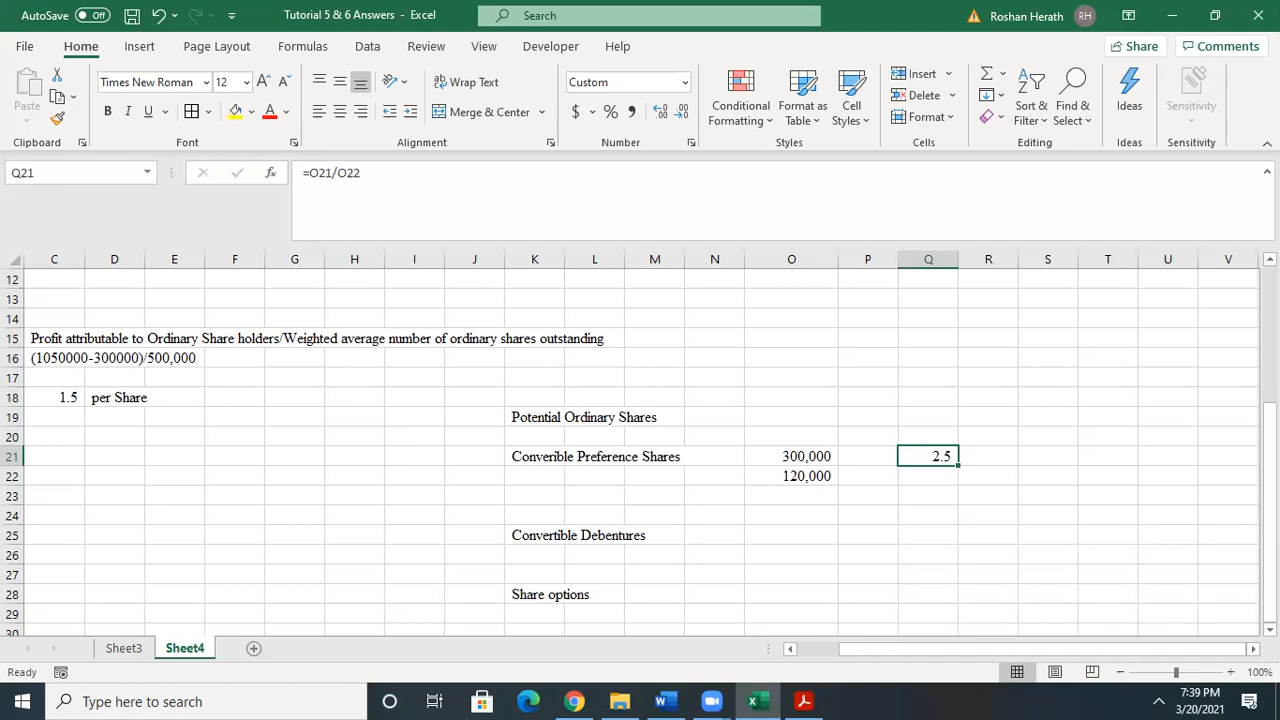 AutoSave Off Tutorial 5 & 6 Answers - Excel Search Roshan Herath RH
File Home Insert Page Layout Formulas Data Review View Developer Help Share Comments
Paste Times New Roman 12 Wrap Text Custom Conditional Formatting Format as Table Cell Styles Insert Sort & Filter Find & Select Ideas Sensitivity
B I U Merge & Center $ % Delete
Format
Clipboard Font Alignment Number Styles Cells Editing Ideas Sensitivity
Q21 fx =O21/O22
C D E F G H I J K L M N O P Q R S T U V
12
13
14
15 Profit attributable to Ordinary Share holders/Weighted average number of ordinary shares outstanding
16 (1050000-300000)/500,000
17
18 1.5 per Share
19 Potential Ordinary Shares
20
21 Converible Preference Shares 300,000 2.5
22 120,000
23
24
25 Convertible Debentures
26
27
28 Share options
29
30
Sheet3 Sheet4
Ready 100%
Type here to search 7:39 PM
3/20/2021